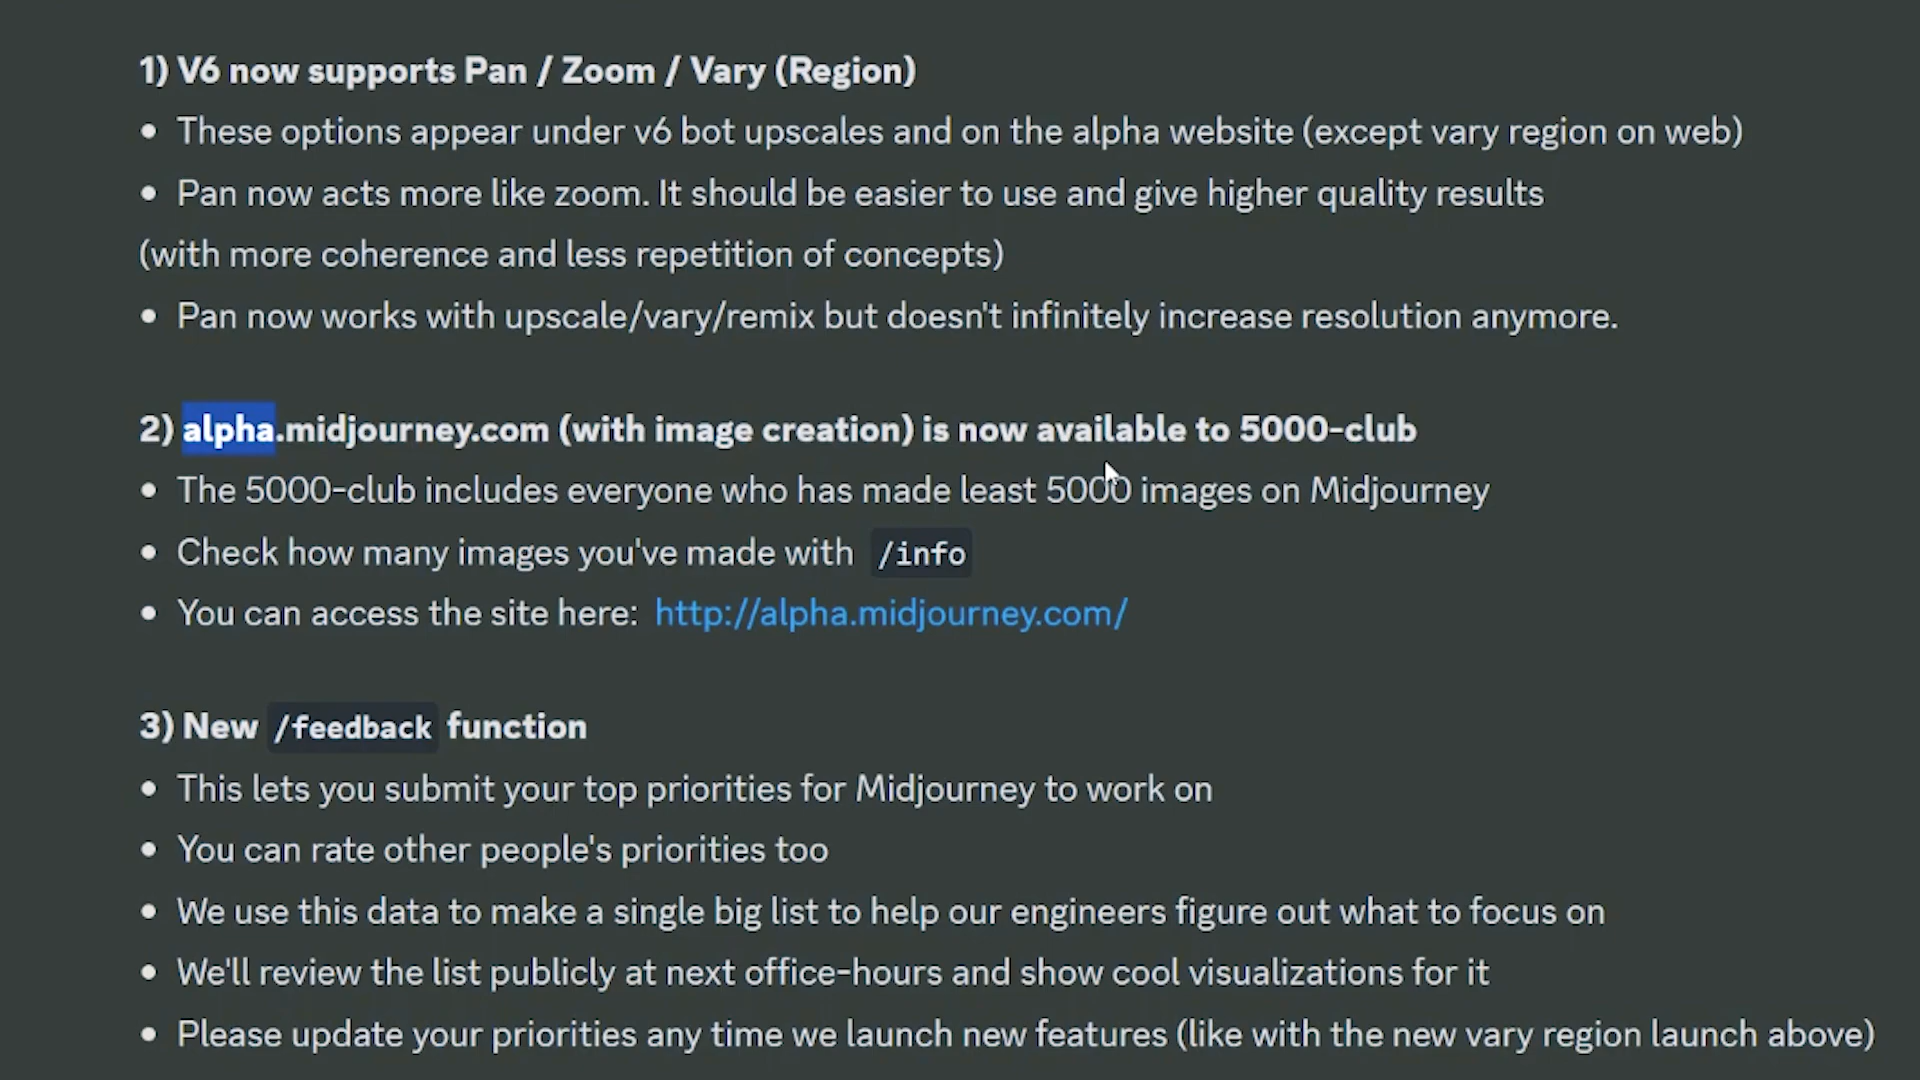 1) V6 now supports Pan / Zoom / Vary (Region)
• These options appear under v6 bot upscales and on the alpha website (except vary region on web)
• Pan now acts more like zoom. It should be easier to use and give higher quality results
(with more coherence and less repetition of concepts)
• Pan now works with upscale/vary/remix but doesn't infinitely increase resolution anymore.
2) alpha.midjourney.com (with image creation) is now available to 5000-club
• The 5000-club includes everyone who has made least 5000 images on Midjourney
• Check how many images you've made with /info
• You can access the site here: http://alpha.midjourney.com/
3) New /feedback function
• This lets you submit your top priorities for Midjourney to work on
• You can rate other people's priorities too
• We use this data to make a single big list to help our engineers figure out what to focus on
• We'll review the list publicly at next office-hours and show cool visualizations for it
• Please update your priorities any time we launch new features (like with the new vary region launch above)